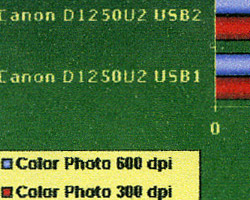 Canon D1250U2 USB2
Canon D1250U2 USB1
0
Color Photo 600 dpi
Color Photo 300 dpi